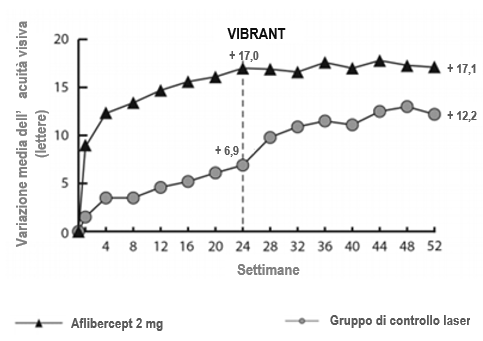 VIBRANT
Variazione media dell' acuità visiva
(lettere)
20
15
10
5
0
+ 17,0
+ 17,1
+ 12,2
+ 6,9
4 8 12 16 20 24 28 32 36 40 44 48 52
Settimane
Aflibercept 2 mg
Gruppo di controllo laser